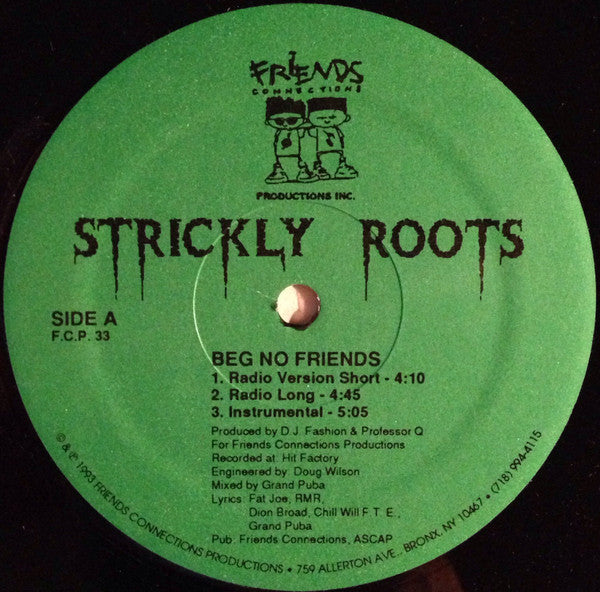 FRIENDS
CONNECTIONS
PRODUCTIONS INC.
STRICKLY ROOTS
SIDE A
F.C.P. 33
BEG NO FRIENDS
1. Radio Version Short - 4:10
2. Radio Long - 4:45
3. Instrumental - 5:05
Produced by D.J. Fashion & Professor Q
For Friends Connections Productions
Recorded at: Hit Factory
Engineered by: Doug Wilson
Mixed by Grand Puba
Lyrics: Fat Joe, RMR,
Dion Broad, Chill Will F.T.E.,
Grand Puba
Pub: Friends Connections, ASCAP
© & ℗ 1993 FRIENDS CONNECTIONS PRODUCTIONS • 759 ALLERTON AVE., BRONX, NY 10467 • (718) 994-4115